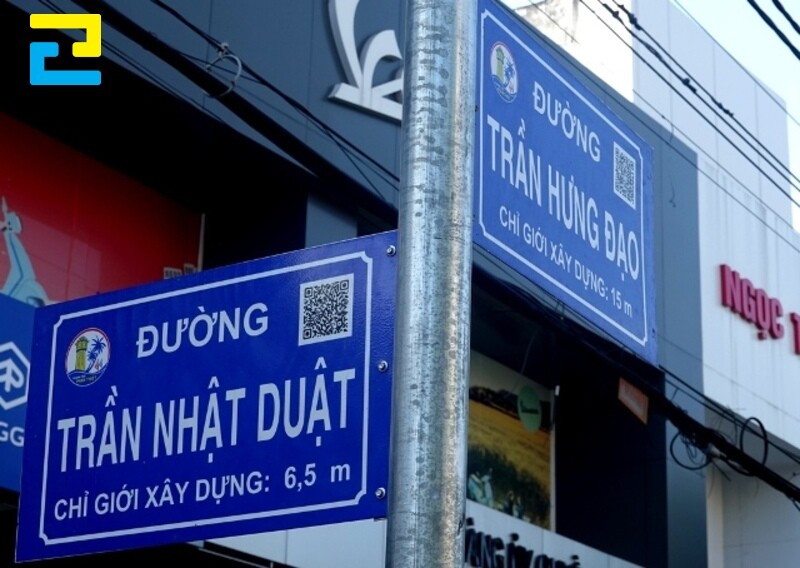 ĐƯỜNG
TRẦN HƯNG ĐẠO
CHỈ GIỚI XÂY DỰNG: 15 m
ĐƯỜNG
TRẦN NHẬT DUẬT
CHỈ GIỚI XÂY DỰNG: 6,5 m
NGỌC